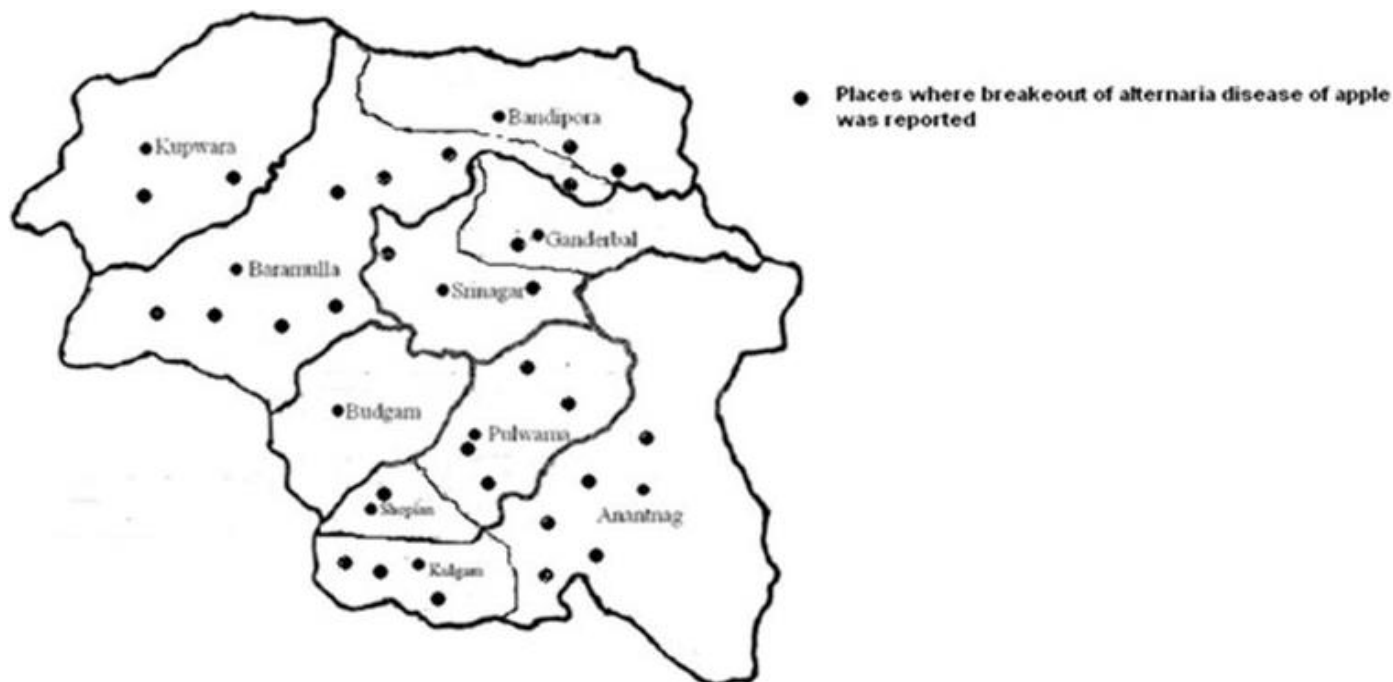 Places where breakeout of alternaria disease of apple
was reported
Bandipora
Kupwara
Ganderbal
Baramulla
Srinagar
Budgam
Pulwama
Shopian
Anantnag
Kulgam